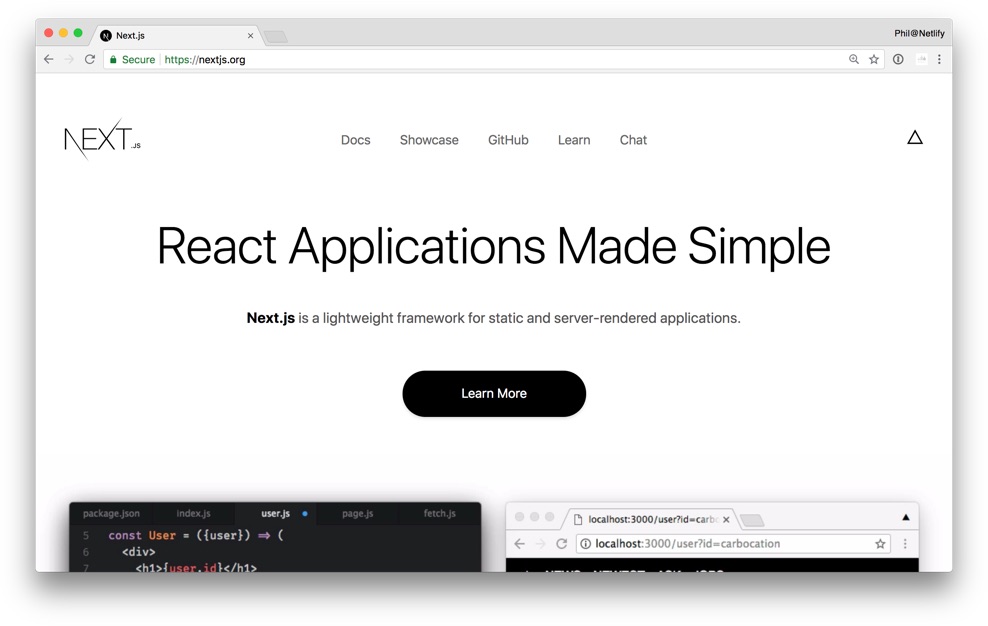 Next.js
Phil@Netlify
Secure
https://nextjs.org
NEXT.JS
Docs
Showcase
GitHub
Learn
Chat
React Applications Made Simple
Next.js is a lightweight framework for static and server-rendered applications.
Learn More
package.json
index.js
user.js
page.js
fetch.js
5 const User = ({user}) => (
6 <div>
7 <h1>{user.id}</h1>
localhost:3000/user?id=carbo
localhost:3000/user?id=carbocation